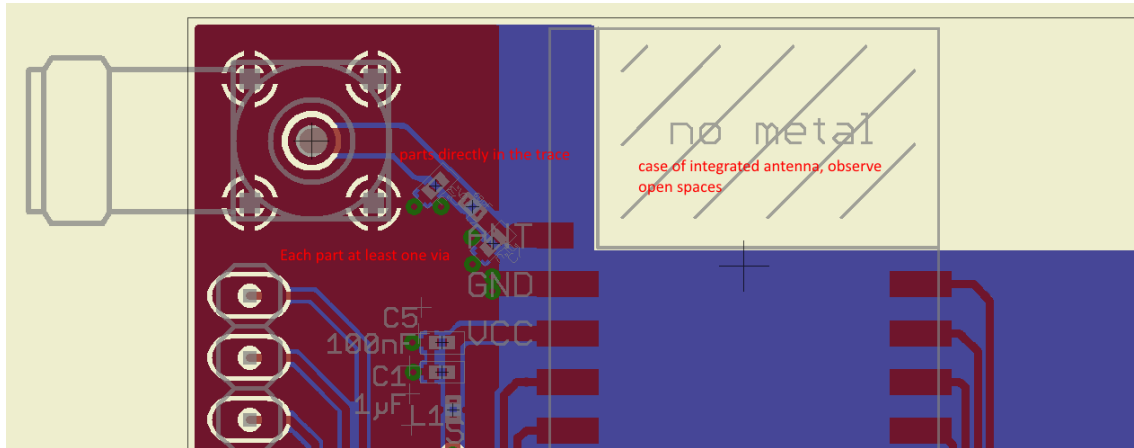 no metal
parts directly in the trace
case of integrated antenna, observe
open spaces
ANT
Each part at least one via
GND
C5
VCC
100nF
C1
1µF
L1